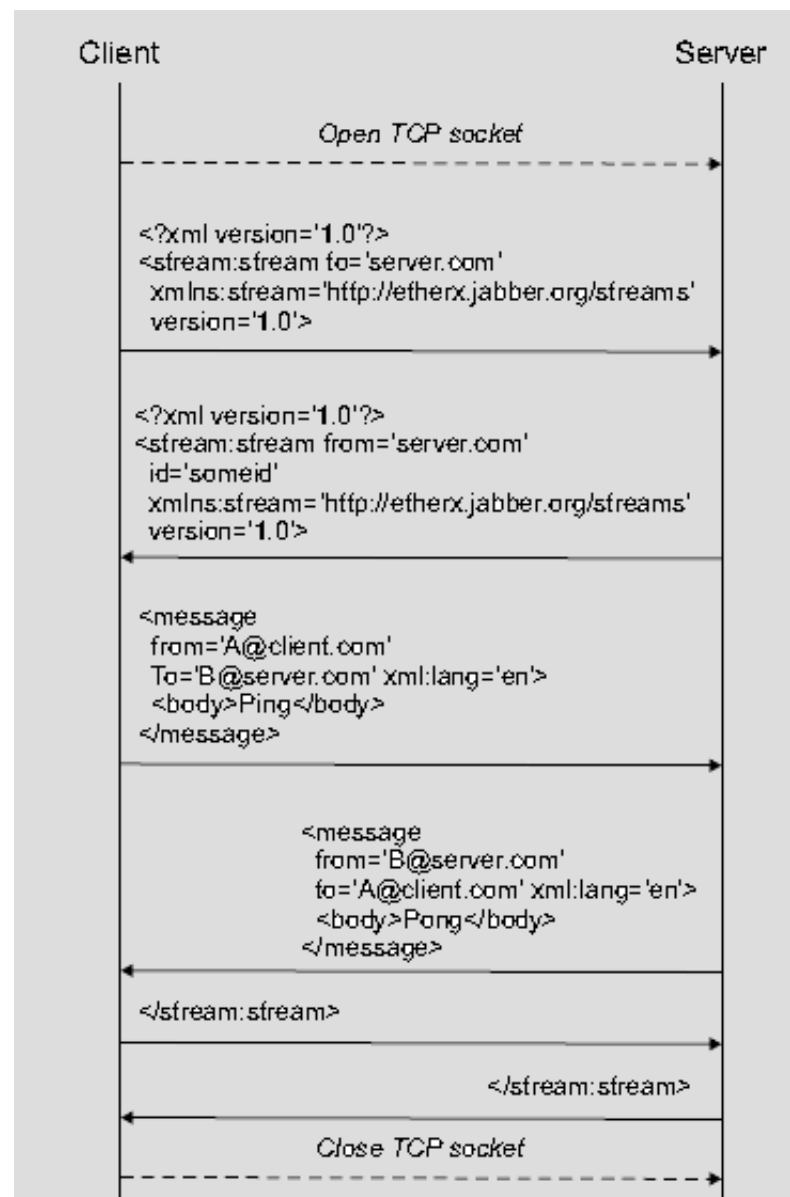 Client Server
Open TCP socket
<?xml version='1.0'?>
<stream:stream to='server.com'
xmlns:stream='http://etherx.jabber.org/streams'
version='1.0'>
<?xml version='1.0'?>
<stream:stream from='server.com'
id='someid'
xmlns:stream='http://etherx.jabber.org/streams'
version='1.0'>
<message
from='A@client.com'
To='B@server.com' xml:lang='en'>
<body>Ping</body>
</message>
<message
from='B@server.com'
to='A@client.com' xml:lang='en'>
<body>Pong</body>
</message>
</stream:stream>
</stream:stream>
Close TCP socket